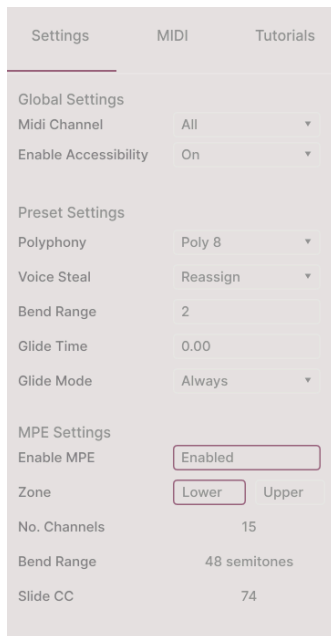 Settings MIDI Tutorials
Global Settings
Midi Channel All
Enable Accessibility On
Preset Settings
Polyphony Poly 8
Voice Steal Reassign
Bend Range 2
Glide Time 0.00
Glide Mode Always
MPE Settings
Enable MPE Enabled
Zone Lower Upper
No. Channels 15
Bend Range 48 semitones
Slide CC 74